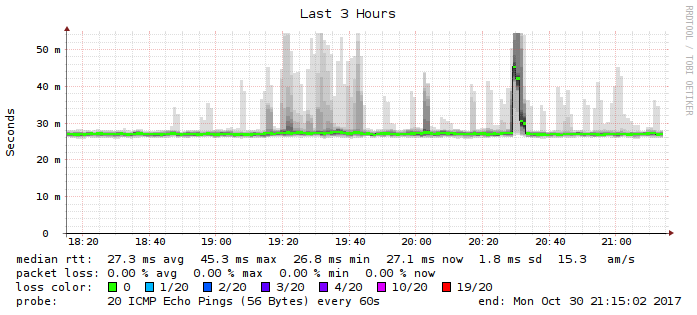 Last 3 Hours
RRDTOOL / TOBI OETIKER
Seconds
50 m
40 m
30 m
20 m
10 m
0
18:20 18:40 19:00 19:20 19:40 20:00 20:20 20:40 21:00
median rtt: 27.3 ms avg 45.3 ms max 26.8 ms min 27.1 ms now 1.8 ms sd 15.3 am/s
packet loss: 0.00 % avg 0.00 % max 0.00 % min 0.00 % now
loss color: 0 1/20 2/20 3/20 4/20 10/20 19/20
probe: 20 ICMP Echo Pings (56 Bytes) every 60s end: Mon Oct 30 21:15:02 2017